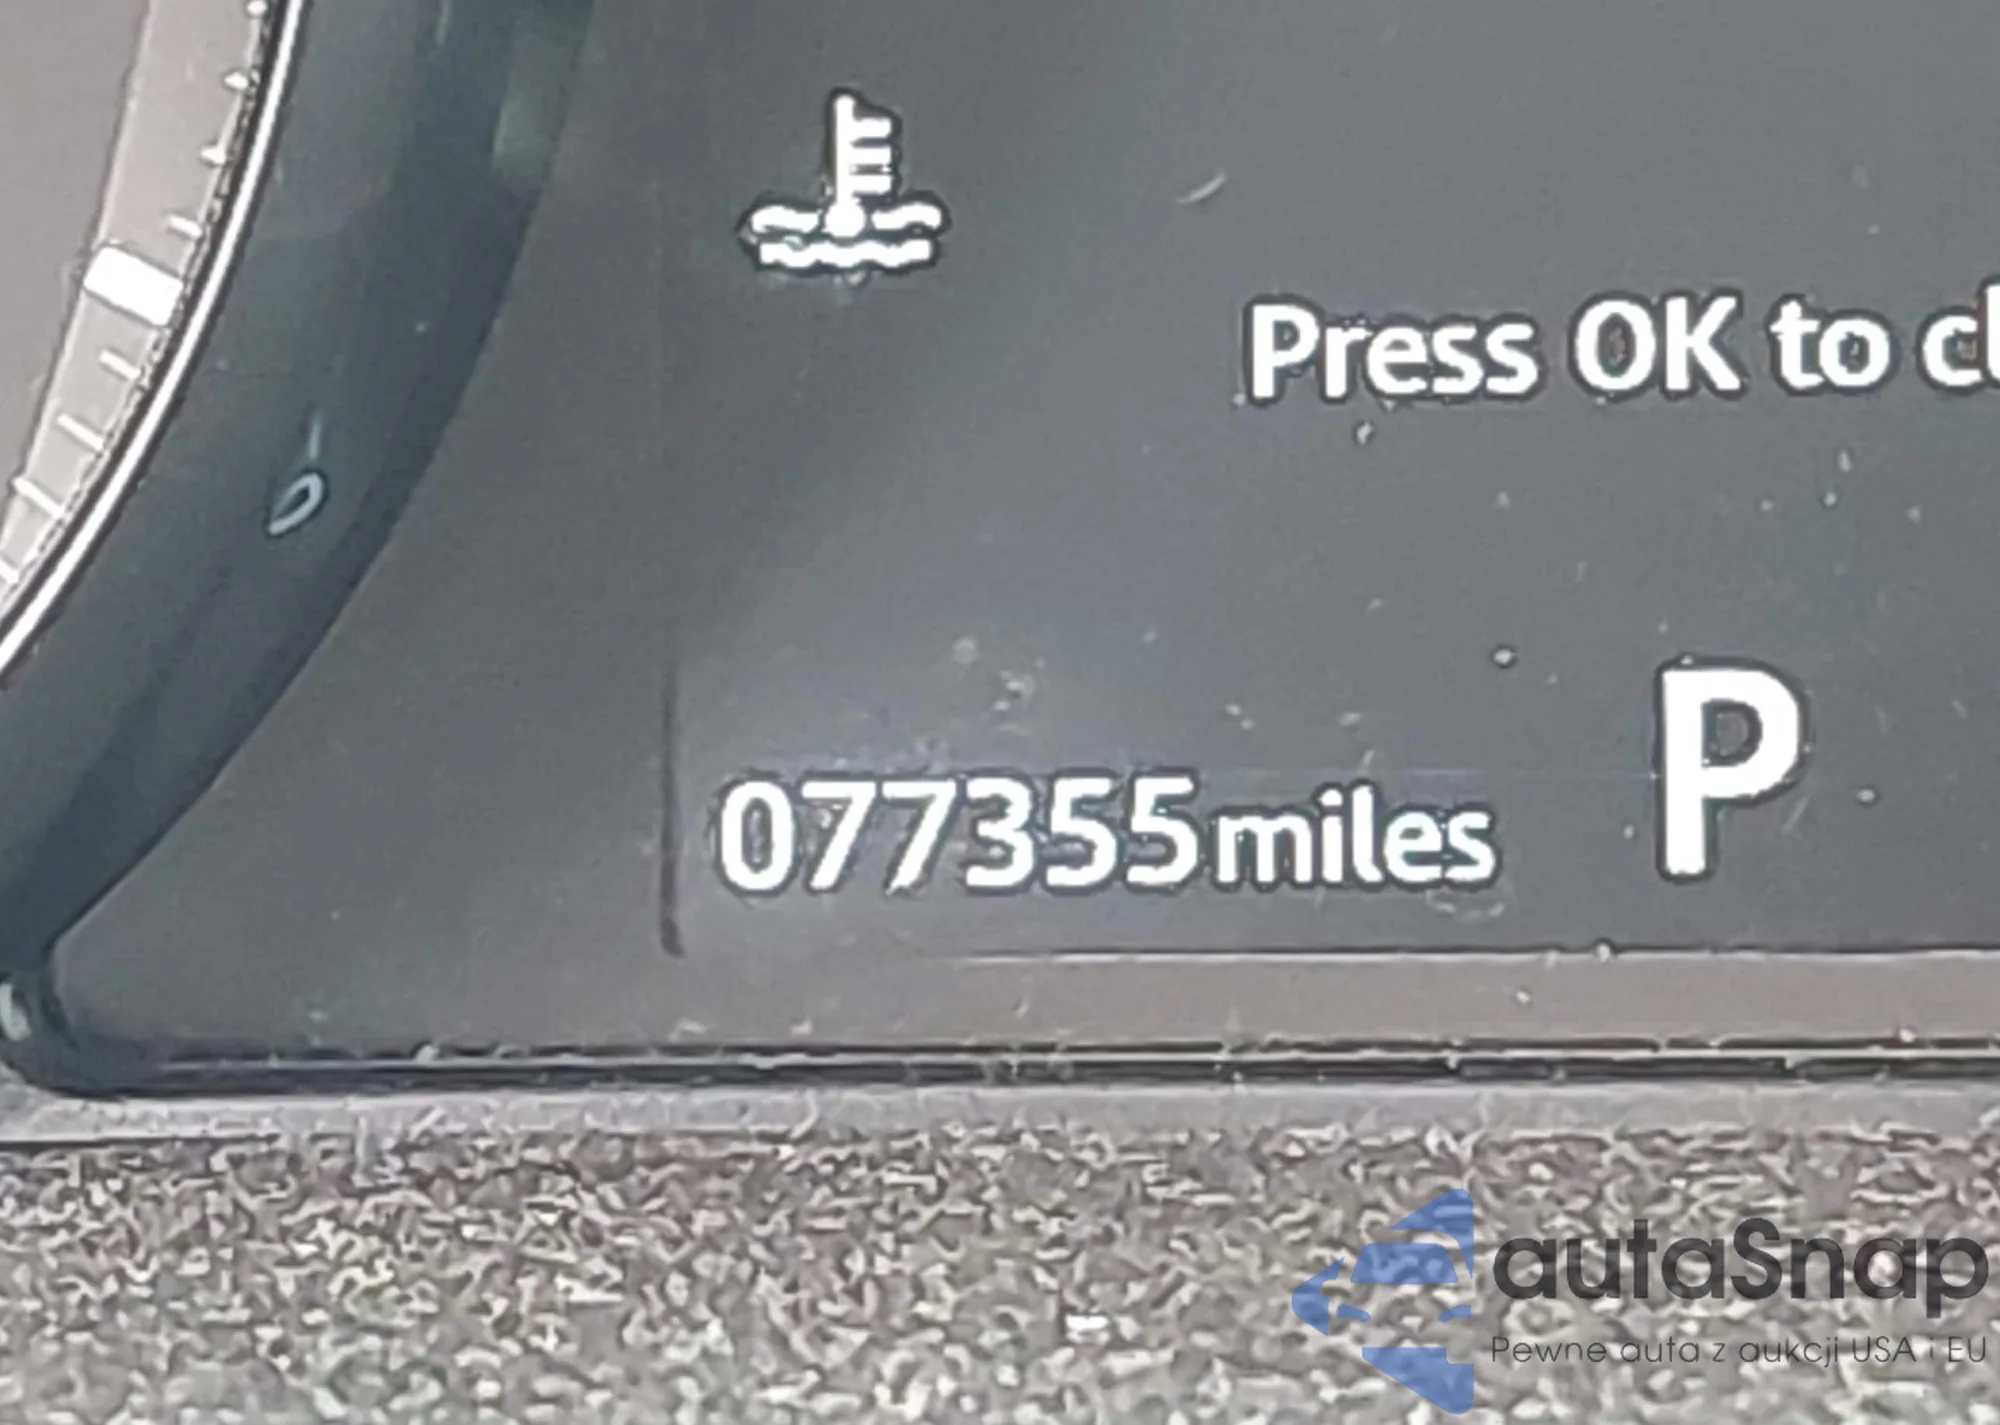 Press OK to cl
077355 miles P
autaSnap
Pewne auta z aukcji USA i EU